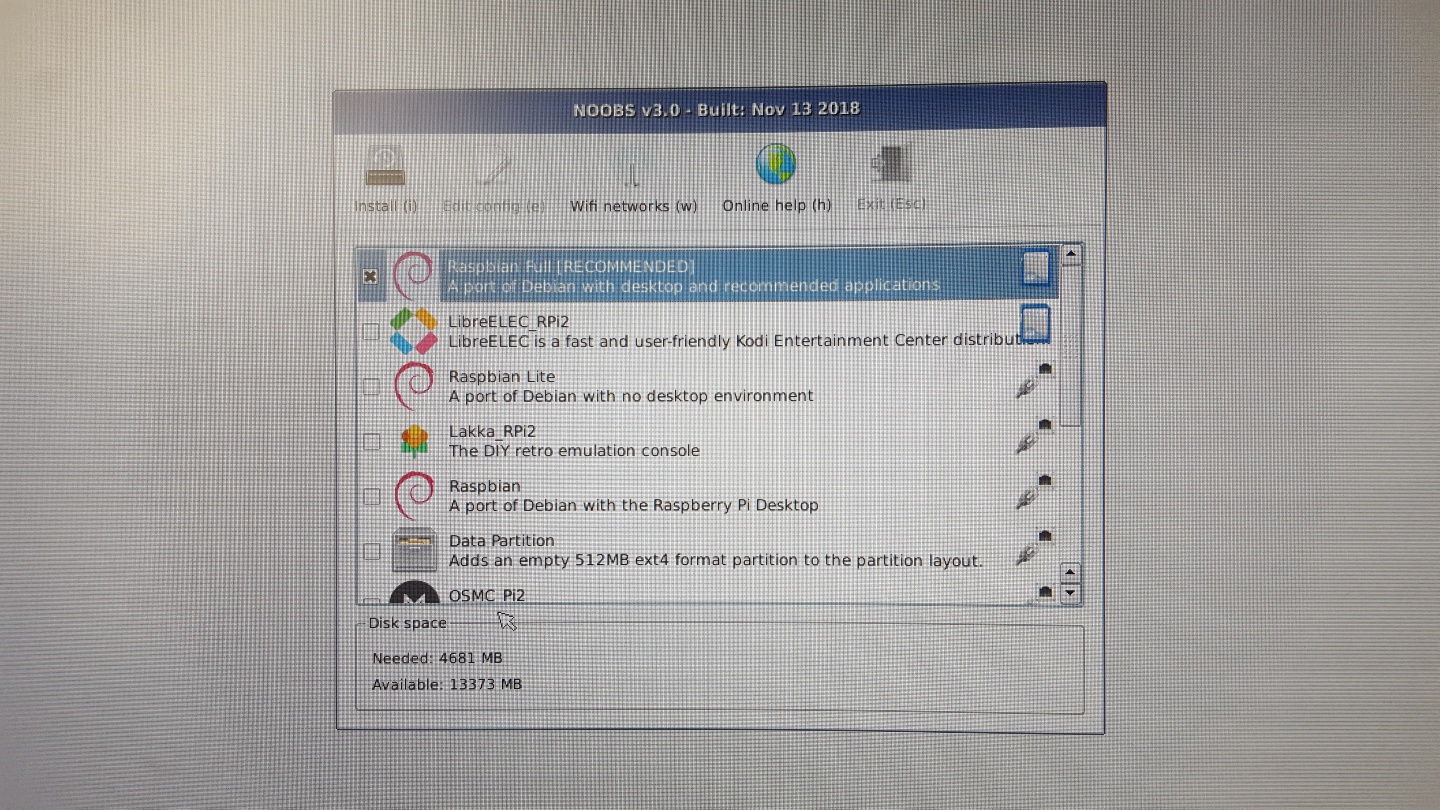 NOOBS v3.0 - Built: Nov 13 2018
Install (i) Edit config (e) Wifi networks (w) Online help (h) Exit (Esc)
Raspbian Full [RECOMMENDED]
A port of Debian with desktop and recommended applications
LibreELEC_RPi2
LibreELEC is a fast and user-friendly Kodi Entertainment Center distribut...
Raspbian Lite
A port of Debian with no desktop environment
Lakka_RPi2
The DIY retro emulation console
Raspbian
A port of Debian with the Raspberry Pi Desktop
Data Partition
Adds an empty 512MB ext4 format partition to the partition layout.
OSMC_Pi2
Disk space
Needed: 4681 MB
Available: 13373 MB